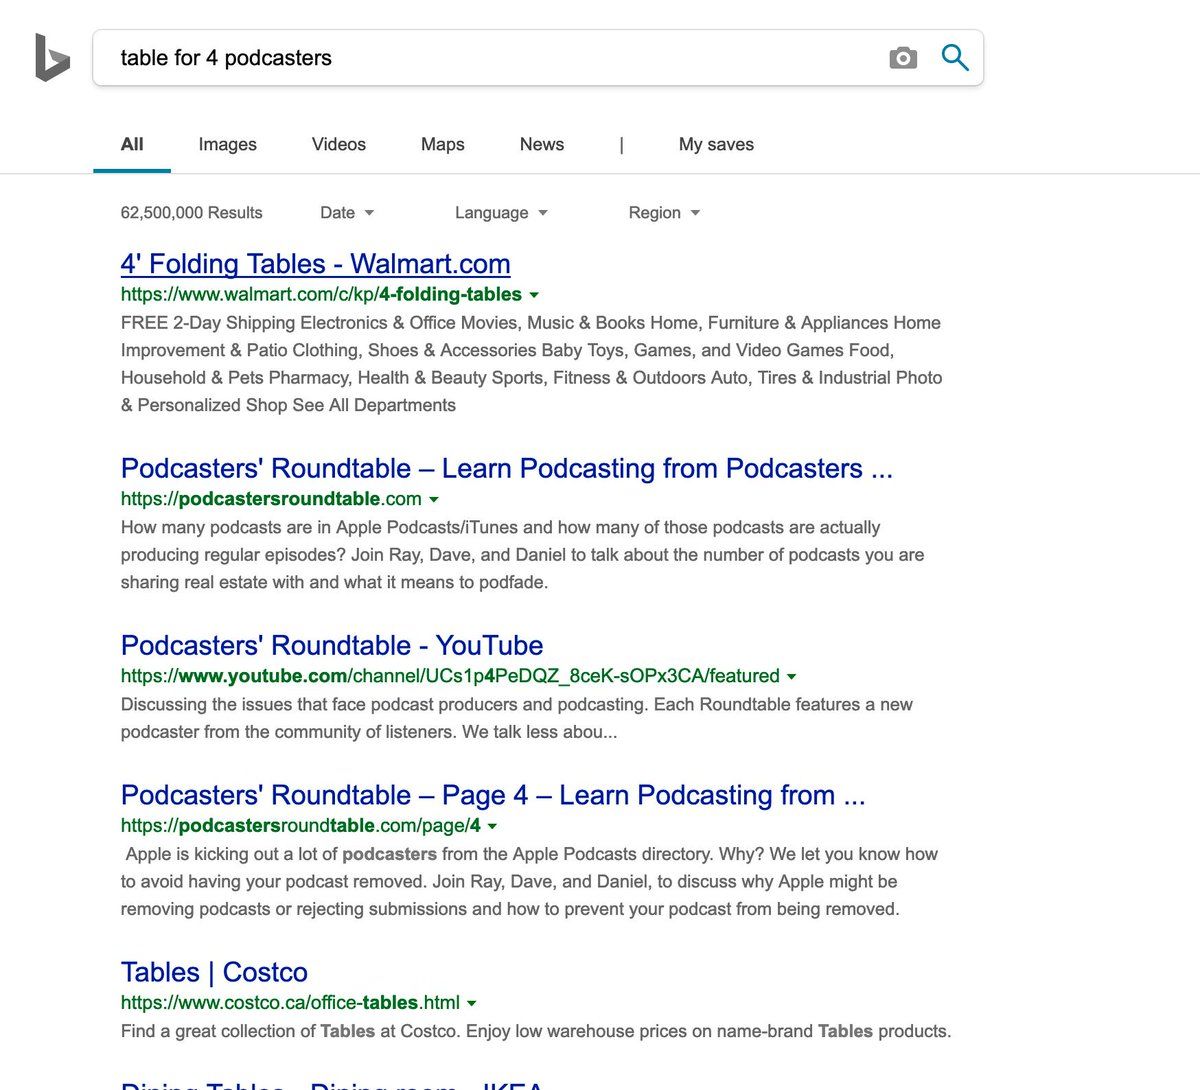 table for 4 podcasters
All Images Videos Maps News | My saves
62,500,000 Results Date Language Region
4' Folding Tables - Walmart.com
https://www.walmart.com/c/kp/4-folding-tables
FREE 2-Day Shipping Electronics & Office Movies, Music & Books Home, Furniture & Appliances Home
Improvement & Patio Clothing, Shoes & Accessories Baby Toys, Games, and Video Games Food,
Household & Pets Pharmacy, Health & Beauty Sports, Fitness & Outdoors Auto, Tires & Industrial Photo
& Personalized Shop See All Departments
Podcasters' Roundtable – Learn Podcasting from Podcasters ...
https://podcastersroundtable.com
How many podcasts are in Apple Podcasts/iTunes and how many of those podcasts are actually
producing regular episodes? Join Ray, Dave, and Daniel to talk about the number of podcasts you are
sharing real estate with and what it means to podfade.
Podcasters' Roundtable - YouTube
https://www.youtube.com/channel/UCs1p4PeDQZ_8ceK-sOPx3CA/featured
Discussing the issues that face podcast producers and podcasting. Each Roundtable features a new
podcaster from the community of listeners. We talk less abou...
Podcasters' Roundtable – Page 4 – Learn Podcasting from ...
https://podcastersroundtable.com/page/4
Apple is kicking out a lot of podcasters from the Apple Podcasts directory. Why? We let you know how
to avoid having your podcast removed. Join Ray, Dave, and Daniel, to discuss why Apple might be
removing podcasts or rejecting submissions and how to prevent your podcast from being removed.
Tables | Costco
https://www.costco.ca/office-tables.html
Find a great collection of Tables at Costco. Enjoy low warehouse prices on name-brand Tables products.
Dining Tables - Dining room - IKEA